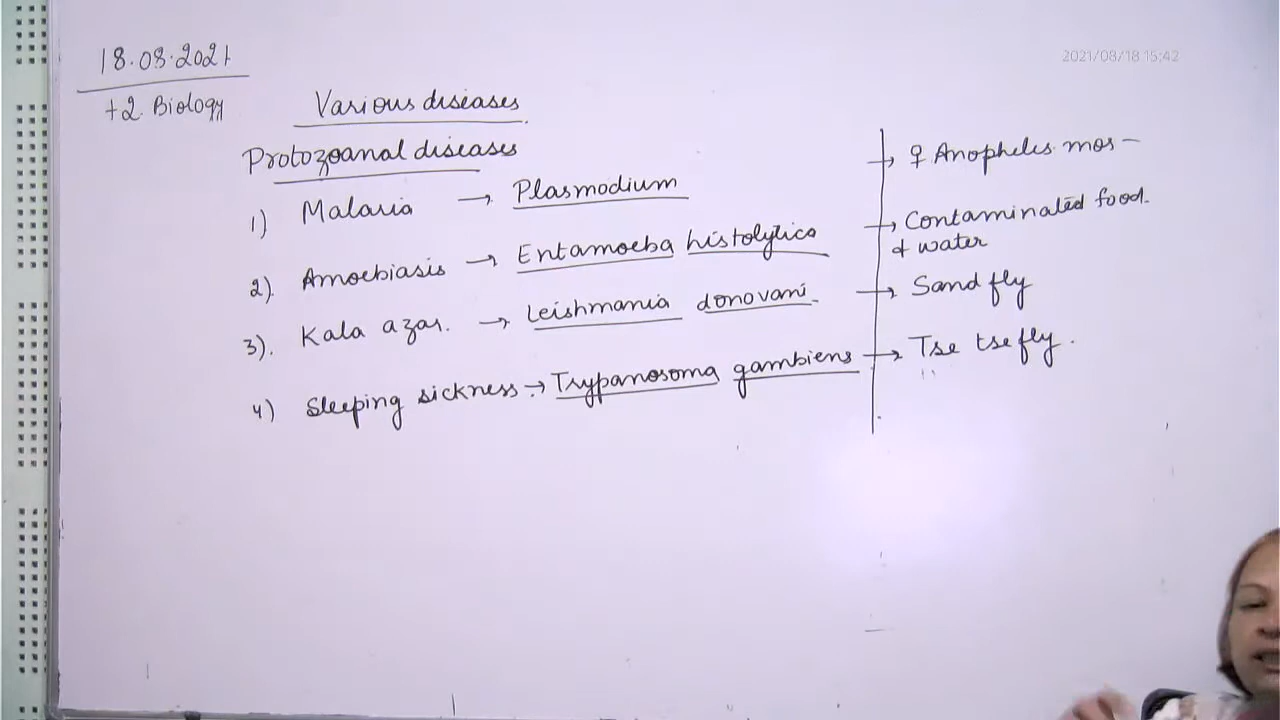 18.08.2021
2021/08/18 15:42
+2 Biology
Various diseases
Protozoanal diseases
1) Malaria → Plasmodium → ♀ Anopheles mos-
2). Amoebiasis → Entamoeba histolytica → Contaminated food.
& water
3). Kala azar. → Leishmania donovani. → Sand fly
4) Sleeping sickness → Trypanosoma gambiens → Tse tse fly.